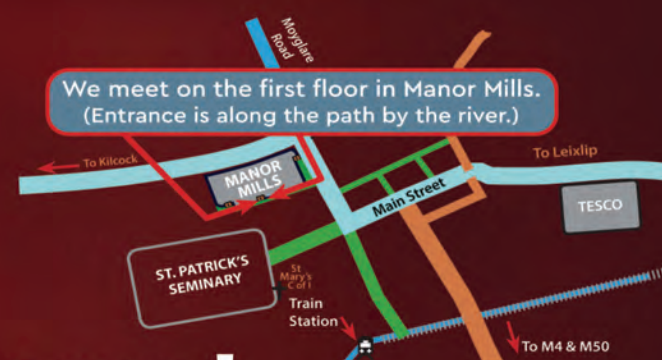 Moyglare
Road
We meet on the first floor in Manor Mills.
(Entrance is along the path by the river.)
To Kilcock
MANOR
MILLS
To Leixlip
Main Street
TESCO
ST. PATRICK'S
SEMINARY
St
Mary's
C of I
Train
Station
To M4 & M50